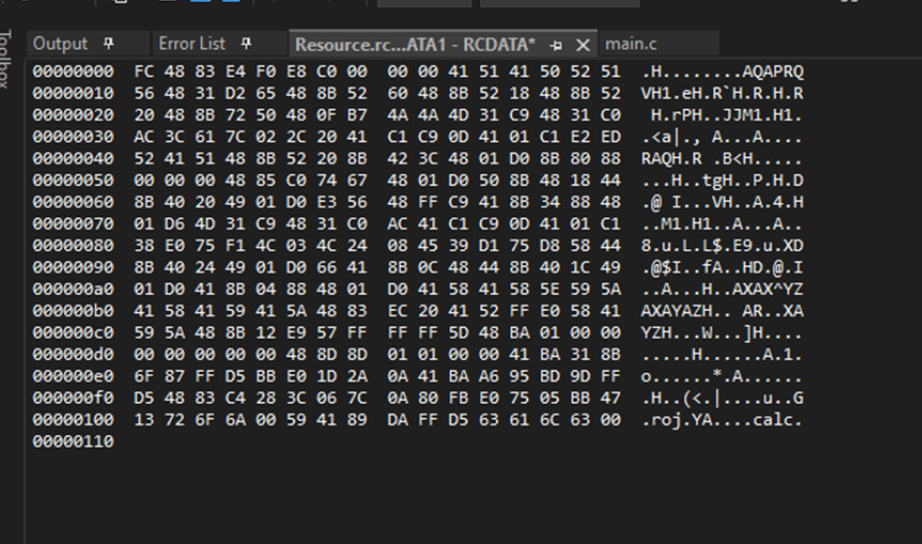 Toolbox
Output Error List Resource.rc...ATA1 - RCDATA* main.c
00000000 FC 48 83 E4 F0 E8 C0 00 00 00 41 51 41 50 52 51 .H........AQAPRQ
00000010 56 48 31 D2 65 48 8B 52 60 48 8B 52 18 48 8B 52 VH1.eH.R`H.R.H.R
00000020 20 48 8B 72 50 48 0F B7 4A 4A 4D 31 C9 48 31 C0  H.rPH..JJM1.H1.
00000030 AC 3C 61 7C 02 2C 20 41 C1 C9 0D 41 01 C1 E2 ED .<a|., A...A....
00000040 52 41 51 48 8B 52 20 8B 42 3C 48 01 D0 8B 80 88 RAQH.R .B<H.....
00000050 00 00 00 48 85 C0 74 67 48 01 D0 50 8B 48 18 44 ...H..tgH..P.H.D
00000060 8B 40 20 49 01 D0 E3 56 48 FF C9 41 8B 34 88 48 .@ I...VH..A.4.H
00000070 01 D6 4D 31 C9 48 31 C0 AC 41 C1 C9 0D 41 01 C1 ..M1.H1..A...A..
00000080 38 E0 75 F1 4C 03 4C 24 08 45 39 D1 75 D8 58 44 8.u.L.L$.E9.u.XD
00000090 8B 40 24 49 01 D0 66 41 8B 0C 48 44 8B 40 1C 49 .@$I..fA..HD.@.I
000000a0 01 D0 41 8B 04 88 48 01 D0 41 58 41 58 5E 59 5A ..A...H..AXAX^YZ
000000b0 41 58 41 59 41 5A 48 83 EC 20 41 52 FF E0 58 41 AXAYAZH.. AR..XA
000000c0 59 5A 48 8B 12 E9 57 FF FF FF 5D 48 BA 01 00 00 YZH...W...]H....
000000d0 00 00 00 00 00 48 8D 8D 01 01 00 00 41 BA 31 8B .....H......A.1.
000000e0 6F 87 FF D5 BB E0 1D 2A 0A 41 BA A6 95 BD 9D FF o......*.A......
000000f0 D5 48 83 C4 28 3C 06 7C 0A 80 FB E0 75 05 BB 47 .H..(<.|....u..G
00000100 13 72 6F 6A 00 59 41 89 DA FF D5 63 61 6C 63 00 .roj.YA....calc.
00000110